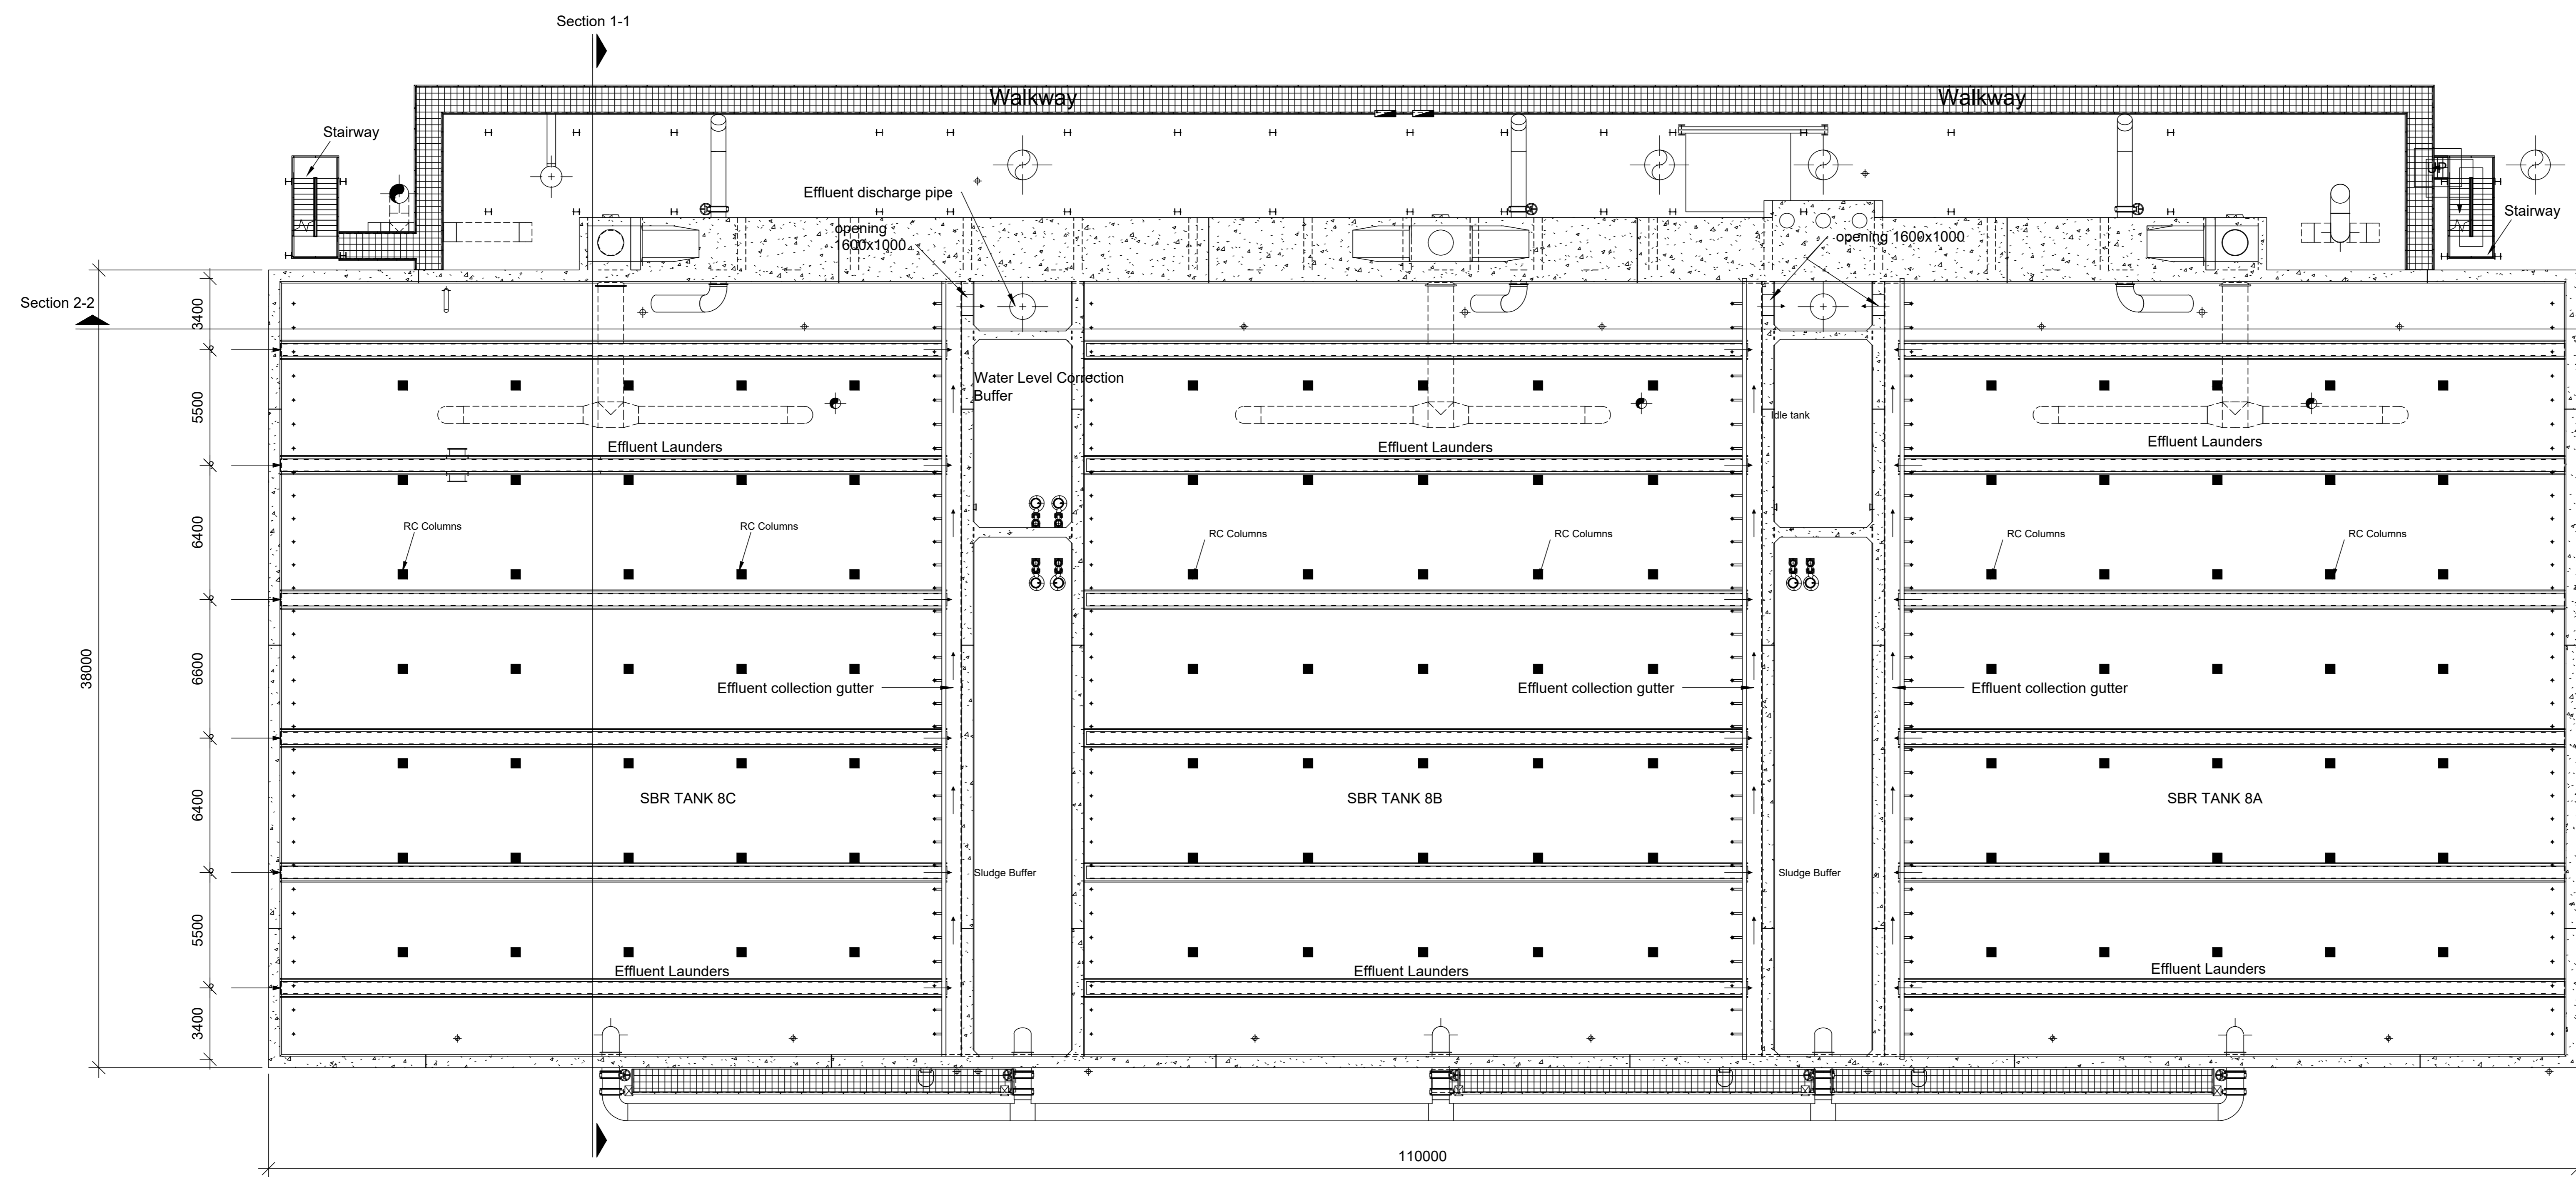 Section 1-1
Walkway
Walkway
Stairway
Effluent discharge pipe
UP
Stairway
opening
1600x1000
opening 1600x1000
Section 2-2
3400
Water Level Correction
Buffer
5500
Idle tank
Effluent Launders
Effluent Launders
Effluent Launders
6400
RC Columns
RC Columns
RC Columns
RC Columns
RC Columns
RC Columns
38000
6600
Effluent collection gutter
Effluent collection gutter
Effluent collection gutter
6400
SBR TANK 8C
SBR TANK 8B
SBR TANK 8A
Sludge Buffer
Sludge Buffer
5500
Effluent Launders
Effluent Launders
Effluent Launders
3400
110000